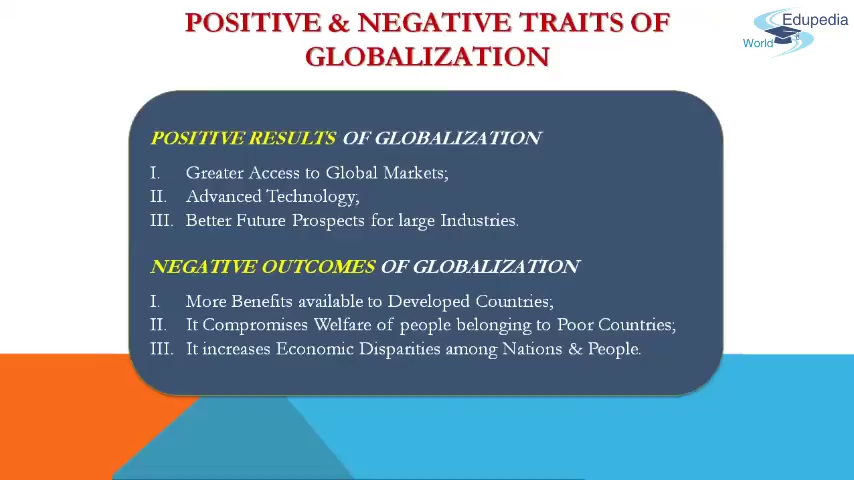 POSITIVE & NEGATIVE TRAITS OF
GLOBALIZATION
Edupedia
World
POSITIVE RESULTS OF GLOBALIZATION
I. Greater Access to Global Markets;
II. Advanced Technology;
III. Better Future Prospects for large Industries.
NEGATIVE OUTCOMES OF GLOBALIZATION
I. More Benefits available to Developed Countries;
II. It Compromises Welfare of people belonging to Poor Countries;
III. It increases Economic Disparities among Nations & People.